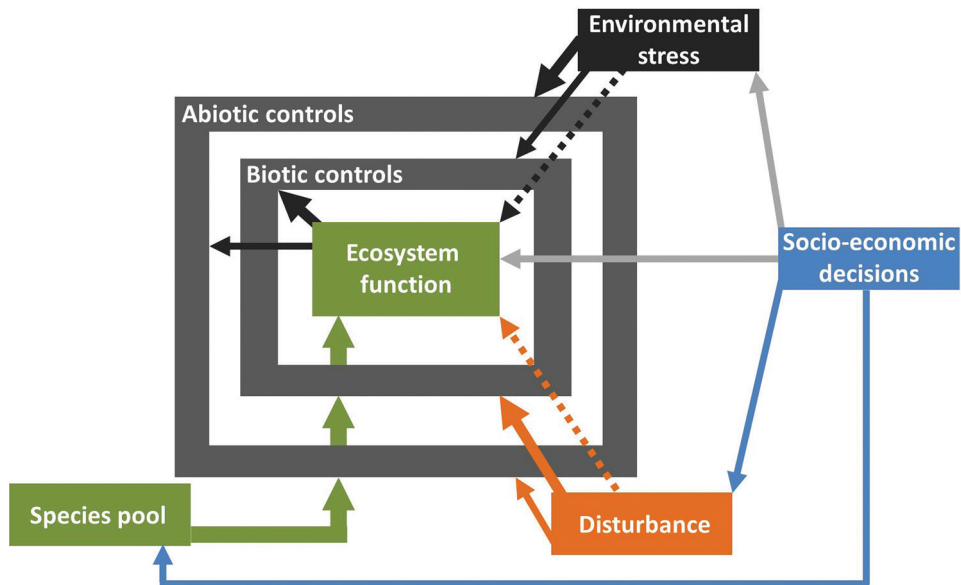 Environmental
stress
Abiotic controls
Biotic controls
Ecosystem
function
Socio-economic
decisions
Species pool
Disturbance